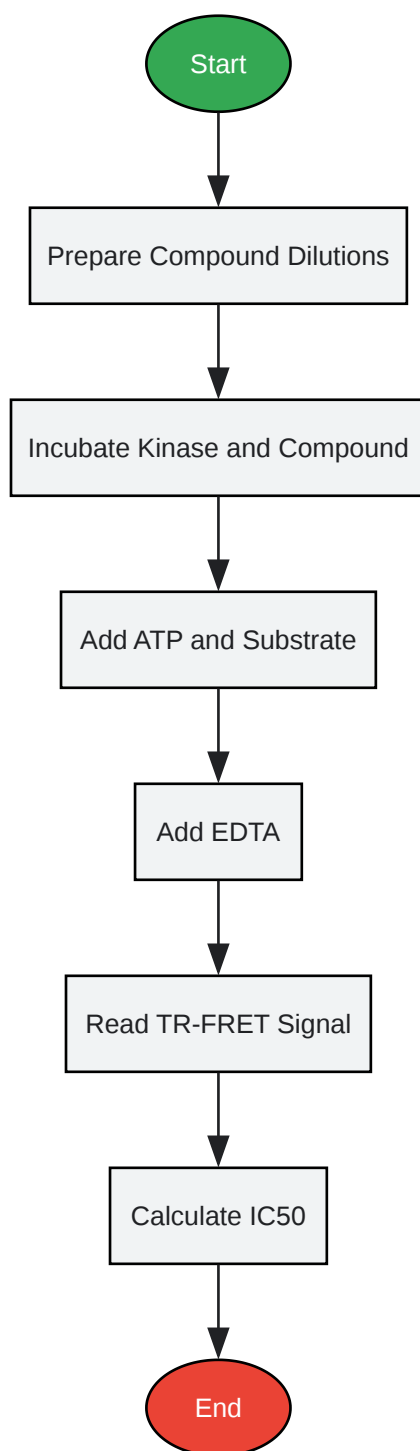 Start
Prepare Compound Dilutions
Incubate Kinase and Compound
Add ATP and Substrate
Add EDTA
Read TR-FRET Signal
Calculate IC50
End